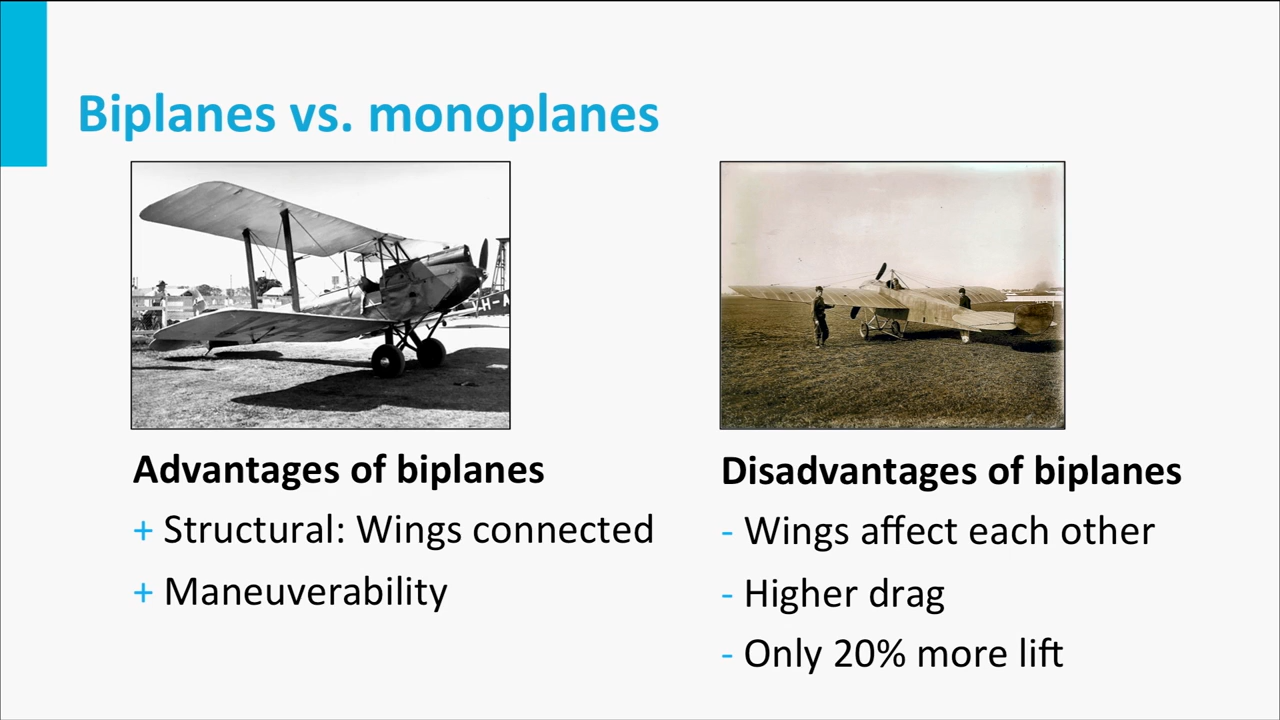 Biplanes vs. monoplanes
H-A
Advantages of biplanes
+ Structural: Wings connected
+ Maneuverability
Disadvantages of biplanes
- Wings affect each other
- Higher drag
- Only 20% more lift